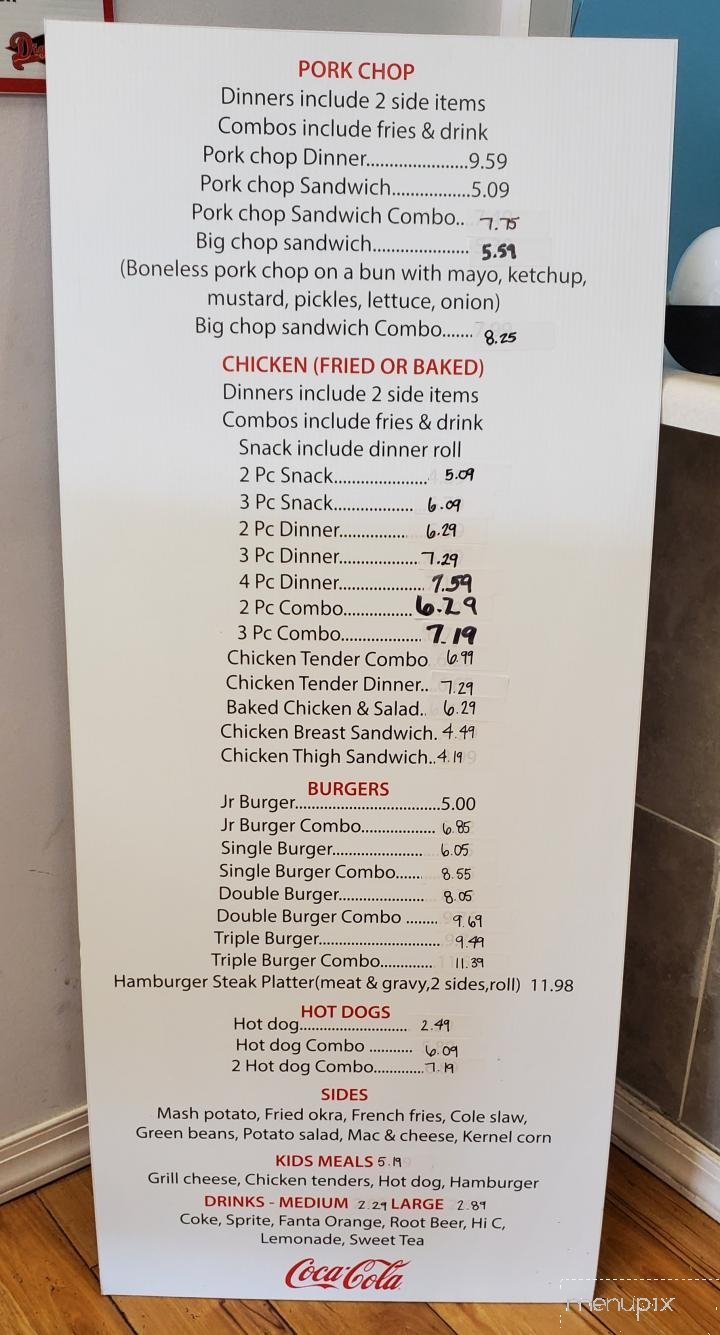 PORK CHOP
Dinners include 2 side items
Combos include fries & drink
Pork chop Dinner......................9.59
Pork chop Sandwich.................5.09
Pork chop Sandwich Combo.. 7.75
Big chop sandwich..................... 5.59
(Boneless pork chop on a bun with mayo, ketchup,
mustard, pickles, lettuce, onion)
Big chop sandwich Combo....... 8.25
CHICKEN (FRIED OR BAKED)
Dinners include 2 side items
Combos include fries & drink
Snack include dinner roll
2 Pc Snack...................... 5.09
3 Pc Snack................... 6.09
2 Pc Dinner................ 6.29
3 Pc Dinner.................. 7.29
4 Pc Dinner.................... 7.59
2 Pc Combo................ 6.29
3 Pc Combo................... 7.19
Chicken Tender Combo 6.99
Chicken Tender Dinner.. 7.29
Baked Chicken & Salad.. 6.29
Chicken Breast Sandwich. 4.49
Chicken Thigh Sandwich.. 4.19
BURGERS
Jr Burger...................................5.00
Jr Burger Combo.................. 6.85
Single Burger...................... 6.05
Single Burger Combo...... 8.55
Double Burger..................... 8.05
Double Burger Combo ........ 9.69
Triple Burger............................. 9.49
Triple Burger Combo............. 11.39
Hamburger Steak Platter(meat & gravy,2 sides,roll) 11.98
HOT DOGS
Hot dog.......................... 2.49
Hot dog Combo ........... 6.09
2 Hot dog Combo............ 7.19
SIDES
Mash potato, Fried okra, French fries, Cole slaw,
Green beans, Potato salad, Mac & cheese, Kernel corn
KIDS MEALS 5.19
Grill cheese, Chicken tenders, Hot dog, Hamburger
DRINKS - MEDIUM 2.29 LARGE 2.89
Coke, Sprite, Fanta Orange, Root Beer, Hi C,
Lemonade, Sweet Tea
Coca-Cola
menupix